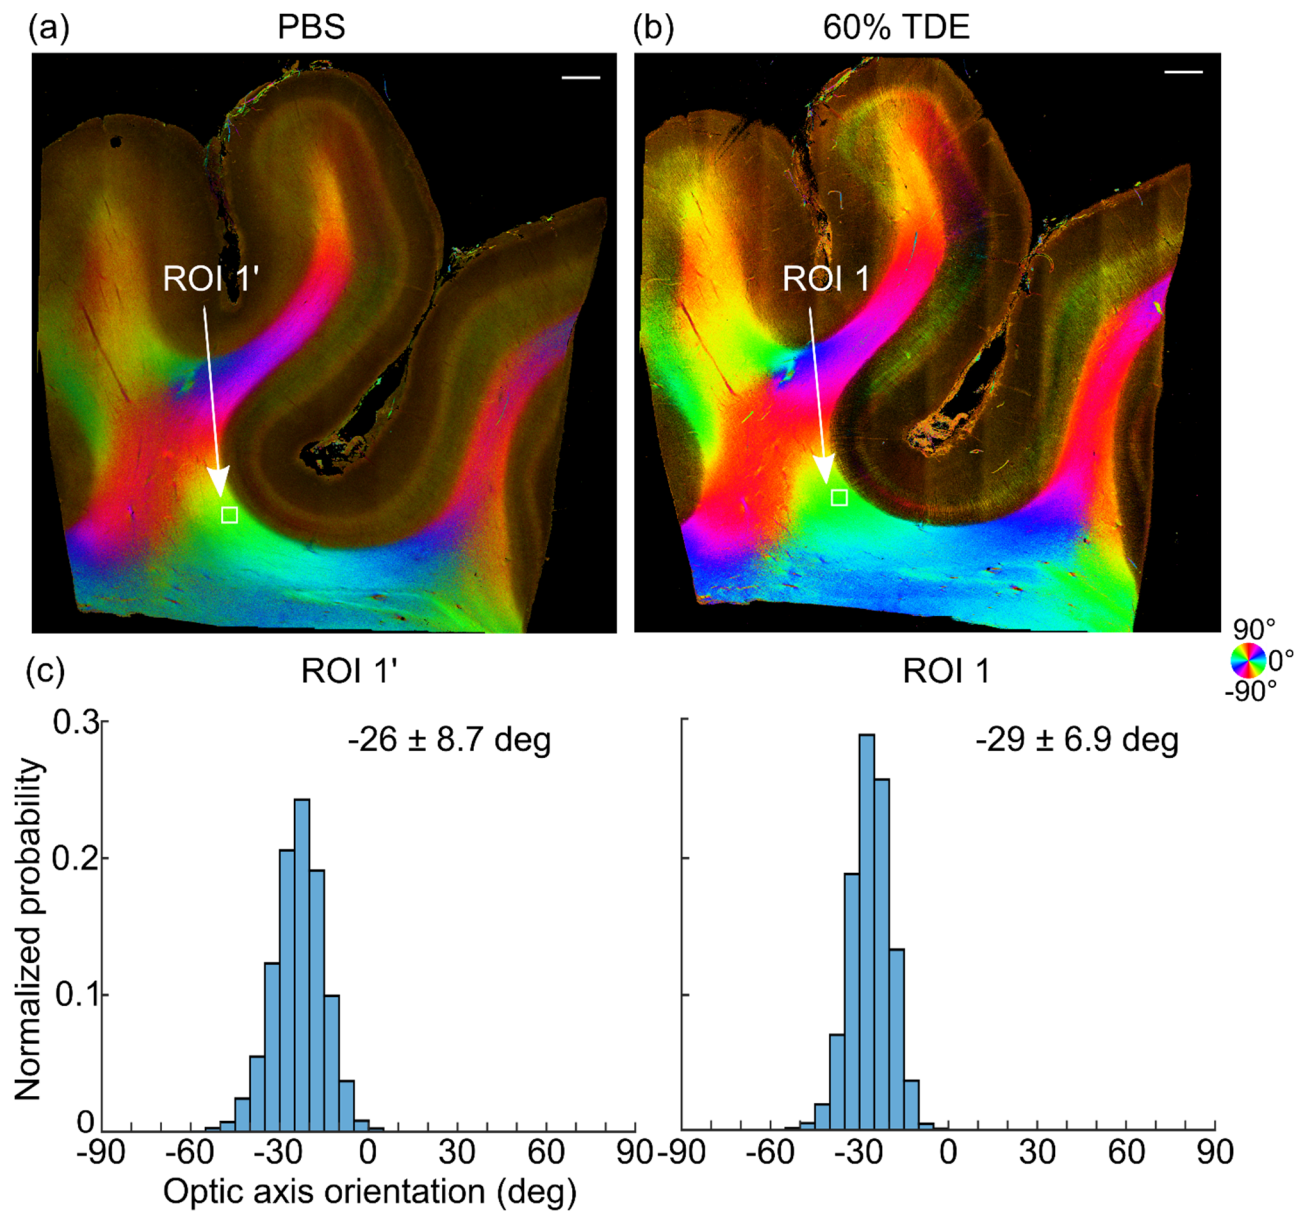 (a) PBS (b) 60% TDE
ROI 1' ROI 1
90°
0°
-90°
(c) ROI 1' ROI 1
0.3 -26 ± 8.7 deg -29 ± 6.9 deg
0.2
0.1
0
Normalized probability
-90 -60 -30 0 30 60 90 -90 -60 -30 0 30 60 90
Optic axis orientation (deg)